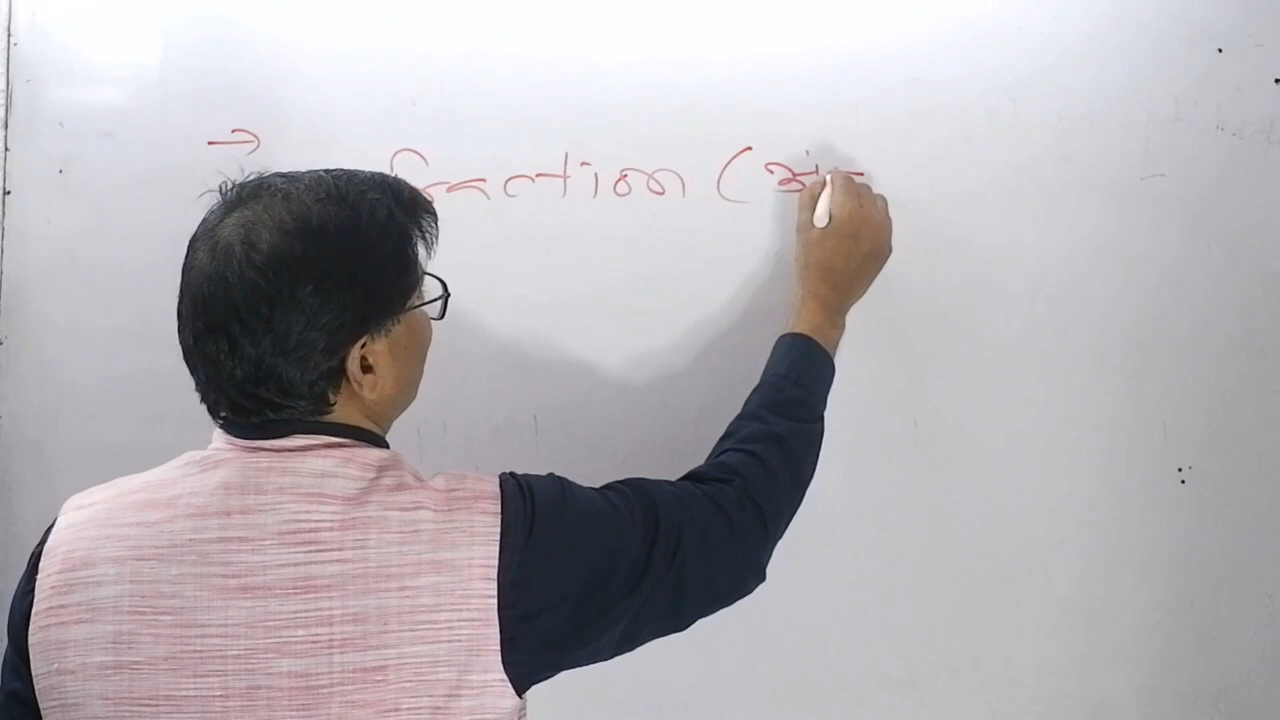 → fraction (